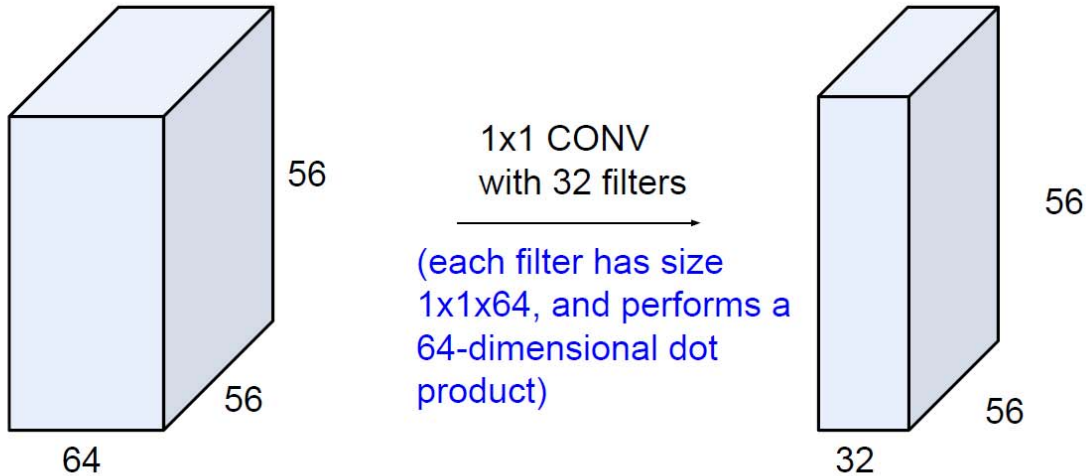 56
56
64
1x1 CONV
with 32 filters
(each filter has size
1x1x64, and performs a
64-dimensional dot
product)
56
56
32